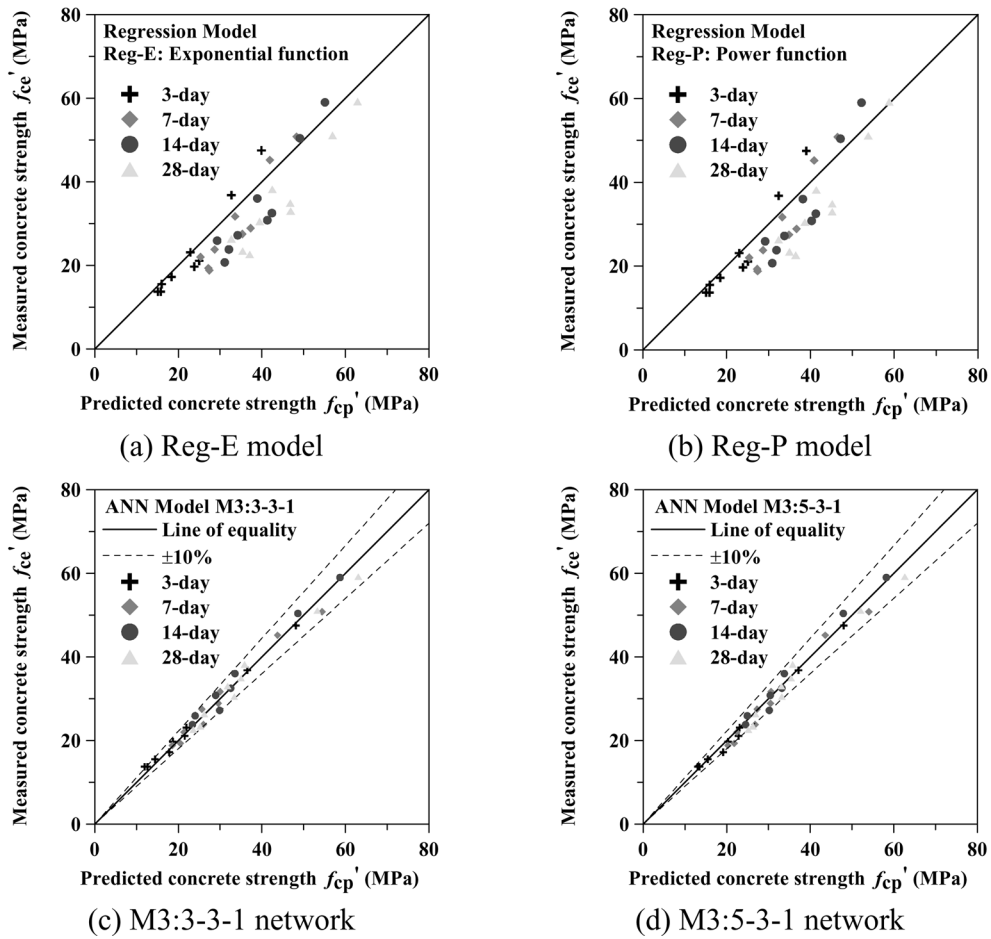 Regression Model
Reg-E: Exponential function
3-day
7-day
14-day
28-day
Measured concrete strength fce' (MPa)
80
60
40
20
0
0 20 40 60 80
Predicted concrete strength fcp' (MPa)
(a) Reg-E model
Regression Model
Reg-P: Power function
3-day
7-day
14-day
28-day
Measured concrete strength fce' (MPa)
80
60
40
20
0
0 20 40 60 80
Predicted concrete strength fcp' (MPa)
(b) Reg-P model
ANN Model M3:3-3-1
Line of equality
±10%
3-day
7-day
14-day
28-day
Measured concrete strength fce' (MPa)
80
60
40
20
0
0 20 40 60 80
Predicted concrete strength fcp' (MPa)
(c) M3:3-3-1 network
ANN Model M3:5-3-1
Line of equality
±10%
3-day
7-day
14-day
28-day
Measured concrete strength fce' (MPa)
80
60
40
20
0
0 20 40 60 80
Predicted concrete strength fcp' (MPa)
(d) M3:5-3-1 network